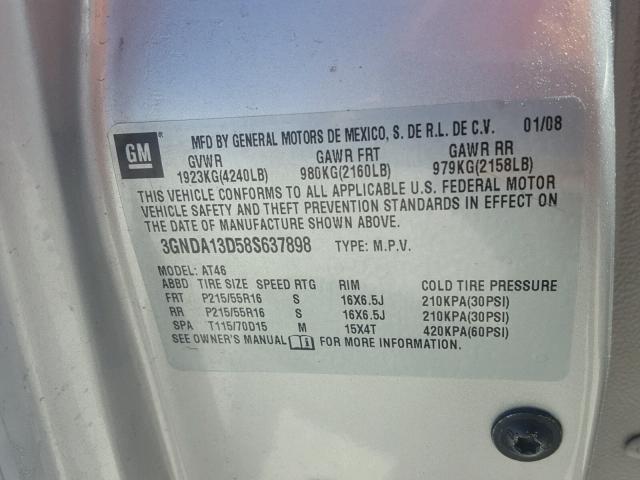 MFD BY GENERAL MOTORS DE MEXICO, S. DE R.L. DE C.V. 01/08
GM
GVWR GAWR FRT GAWR RR
1923KG(4240LB) 980KG(2160LB) 979KG(2158LB)
THIS VEHICLE CONFORMS TO ALL APPLICABLE U.S. FEDERAL MOTOR
VEHICLE SAFETY AND THEFT PREVENTION STANDARDS IN EFFECT ON
THE DATE OF MANUFACTURE SHOWN ABOVE.
3GNDA13D58S637898 TYPE: M.P.V.
MODEL: AT46
ABBD TIRE SIZE SPEED RTG RIM COLD TIRE PRESSURE
FRT P215/55R16 S 16X6.5J 210KPA(30PSI)
RR P215/55R16 S 16X6.5J 210KPA(30PSI)
SPA T115/70D15 M 15X4T 420KPA(60PSI)
SEE OWNER'S MANUAL FOR MORE INFORMATION.